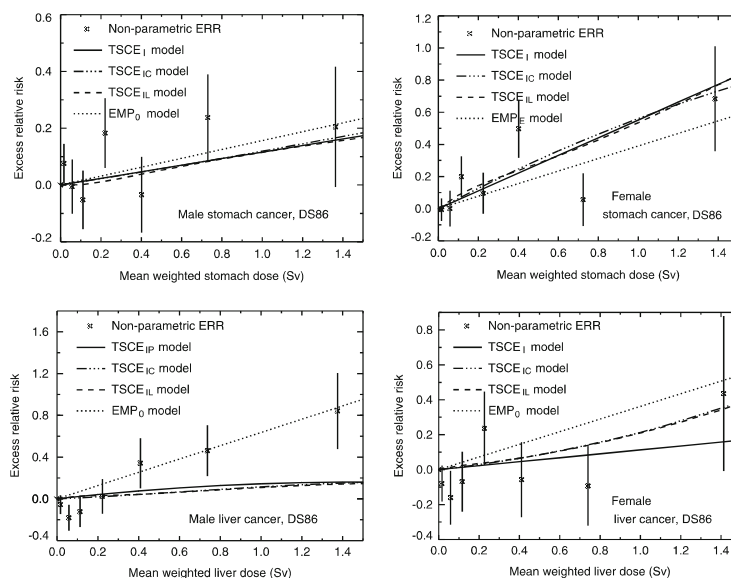 0.6
0.4
0.2
0.0
-0.2
Excess relative risk
Non-parametric ERR
TSCE I model
TSCE IC model
TSCE IL model
EMP 0 model
Male stomach cancer, DS86
0.0 0.2 0.4 0.6 0.8 1.0 1.2 1.4
Mean weighted stomach dose (Sv)
1.2
1.0
0.8
0.6
0.4
0.2
0.0
-0.2
Excess relative risk
Non-parametric ERR
TSCE I model
TSCE IC model
TSCE IL model
EMP E model
Female
stomach cancer, DS86
0.0 0.2 0.4 0.6 0.8 1.0 1.2 1.4
Mean weighted stomach dose (Sv)
1.6
1.2
0.8
0.4
0.0
-0.4
Excess relative risk
Non-parametric ERR
TSCE IP model
TSCE IC model
TSCE IL model
EMP 0 model
Male liver cancer, DS86
0.0 0.2 0.4 0.6 0.8 1.0 1.2 1.4
Mean weighted liver dose (Sv)
0.8
0.6
0.4
0.2
0.0
-0.2
-0.4
Excess relative risk
Non-parametric ERR
TSCE I model
TSCE IC model
TSCE IL model
EMP 0 model
Female
liver cancer, DS86
0.0 0.2 0.4 0.6 0.8 1.0 1.2 1.4
Mean weighted liver dose (Sv)